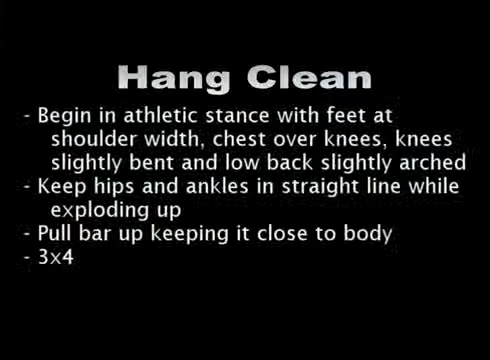 Hang Clean
- Begin in athletic stance with feet at
shoulder width, chest over knees, knees
slightly bent and low back slightly arched
- Keep hips and ankles in straight line while
exploding up
- Pull bar up keeping it close to body
- 3x4